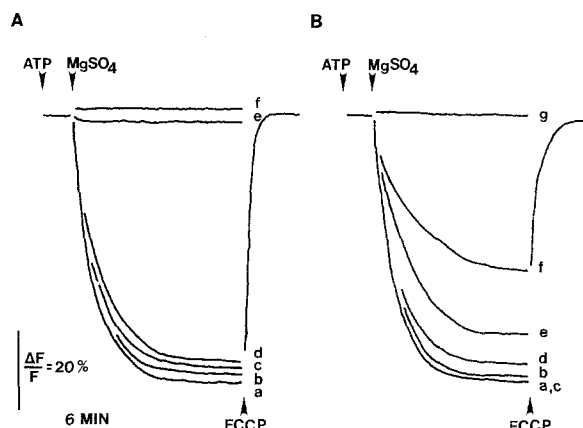 A
ATP MgSO4
f
e
d
c
b
a
ΔF/F = 20%
6 MIN
FCCP
B
ATP MgSO4
g
f
e
d
b
a,c
FCCP